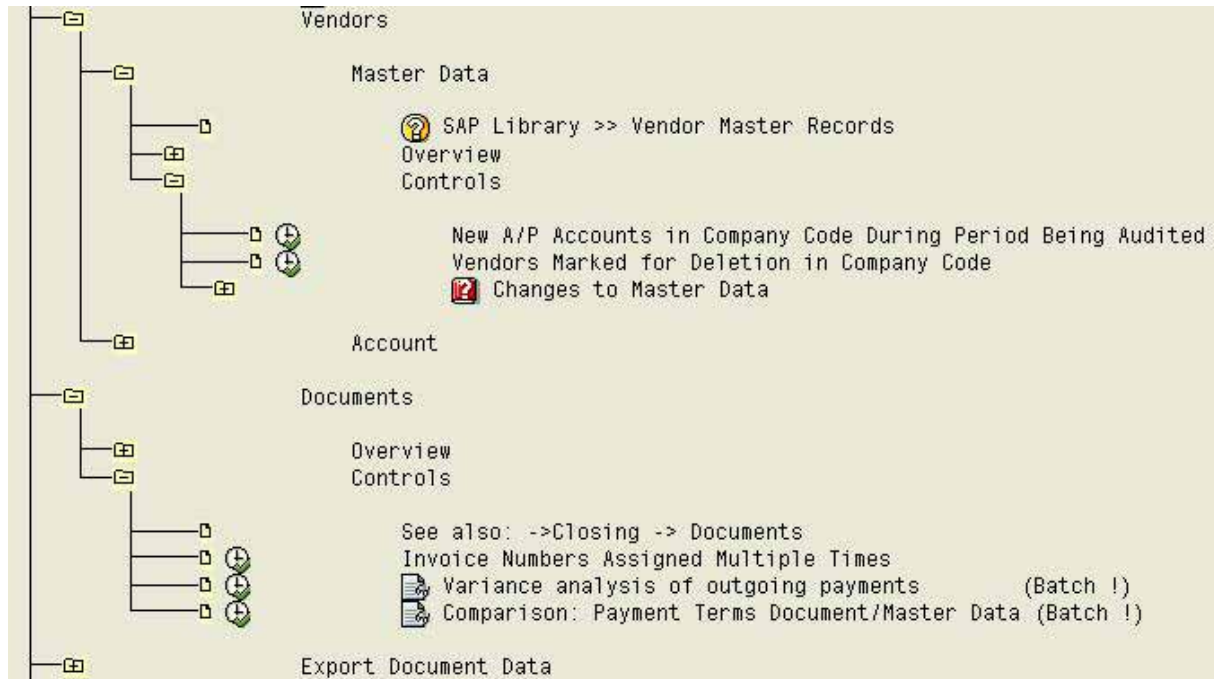 Vendors
Master Data
SAP Library >> Vendor Master Records
Overview
Controls
New A/P Accounts in Company Code During Period Being Audited
Vendors Marked for Deletion in Company Code
Changes to Master Data
Account
Documents
Overview
Controls
See also: ->Closing -> Documents
Invoice Numbers Assigned Multiple Times
Variance analysis of outgoing payments (Batch !)
Comparison: Payment Terms Document/Master Data (Batch !)
Export Document Data